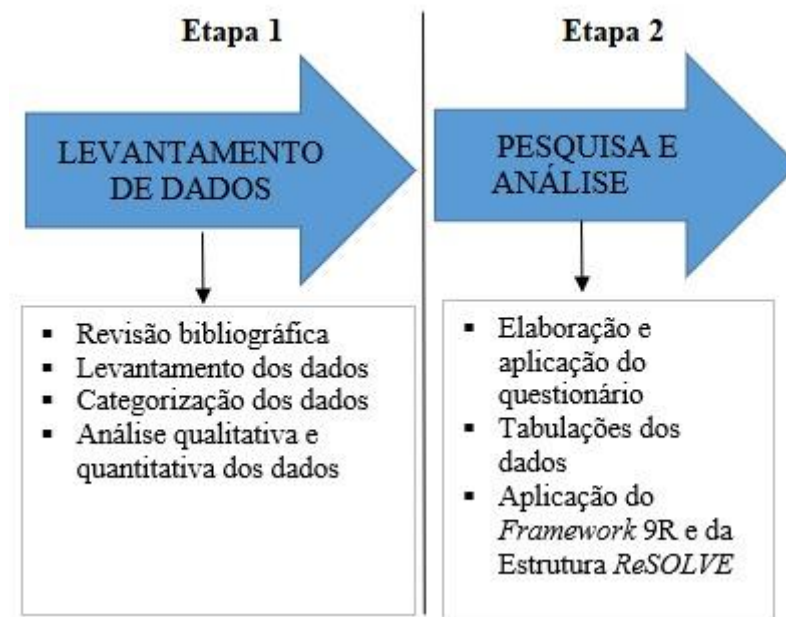 Etapa 1
LEVANTAMENTO
DE DADOS
▪ Revisão bibliográfica
▪ Levantamento dos dados
▪ Categorização dos dados
▪ Análise qualitativa e
quantitativa dos dados
Etapa 2
PESQUISA E
ANÁLISE
▪ Elaboração e
aplicação do
questionário
▪ Tabulações dos
dados
▪ Aplicação do
Framework 9R e da
Estrutura ReSOLVE